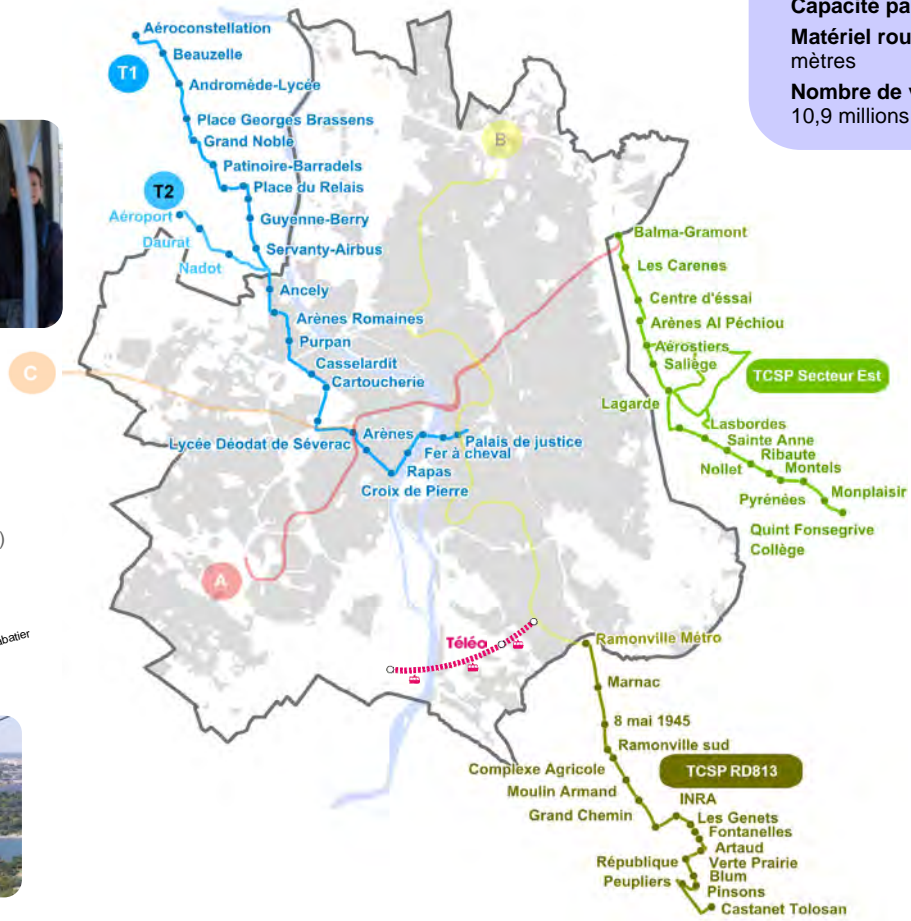 Capacité pa
Matériel rou
mètres
Nombre de v
10,9 millions
Aéroconstellation
Beauzelle
T1
Andromède-Lycée
Place Georges Brassens
Grand Noble
B
Patinoire-Barradels
T2
Place du Relais
Aéroport
Guyenne-Berry
Daurat
Servanty-Airbus
Nadot
Ancely
Arènes Romaines
Purpan
Casselardit
C
Cartoucherie
Lycée Déodat de Séverac
Arènes
Palais de justice
Fer à cheval
Rapas
Croix de Pierre
A
Balma-Gramont
Les Carenes
Centre d'éssai
Arènes Al Péchiou
Aérostiers
Saliège
TCSP Secteur Est
Lagarde
Lasbordes
Sainte Anne
Ribaute
Nollet
Montels
Pyrénées
Monplaisir
Quint Fonsegrive
Collège
)
batier
Téléo
Ramonville Métro
Marnac
8 mai 1945
Ramonville sud
Complexe Agricole
TCSP RD813
Moulin Armand
INRA
Grand Chemin
Les Genets
Fontanelles
Artaud
République
Verte Prairie
Peupliers
Blum
Pinsons
Castanet Tolosan